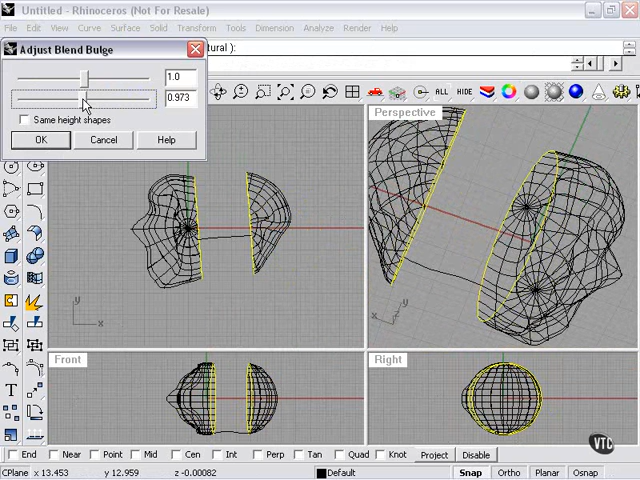 Untitled - Rhinoceros (Not For Resale)
File Edit View Curve Surface Solid Transform Tools Dimension Analyze Render Help
Adjust Blend Bulge
tural ):
1.0
0.973
Same height shapes
OK Cancel Help
ALL HIDE
Perspective
y
x
y
z
x
T
Front
Right
y
x
VTC
End Near Point Mid Cen Int Perp Tan Quad Knot Project Disable
CPlane x 13.453 y 12.959 z -0.00082 Default Snap Ortho Planar Osnap